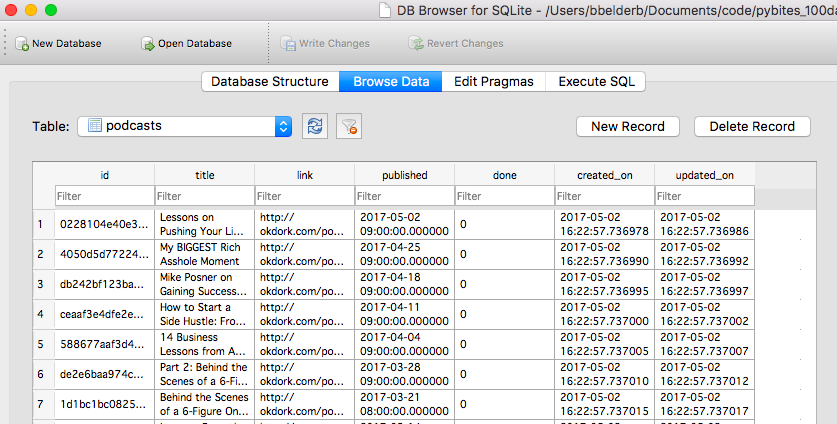 DB Browser for SQLite - /Users/bbelderb/Documents/code/pybites_100da
New Database Open Database Write Changes Revert Changes
Database Structure Browse Data Edit Pragmas Execute SQL
Table: podcasts New Record Delete Record
id title link published done created_on updated_on
Filter Filter Filter Filter Filter Filter Filter
1 0228104e40e3... Lessons on Pushing Your Li... http://okdork.com/po... 2017-05-02 09:00:00.000000 0 2017-05-02 16:22:57.736978 2017-05-02 16:22:57.736986
2 4050d5d77224... My BIGGEST Rich Asshole Moment http://okdork.com/po... 2017-04-25 09:00:00.000000 0 2017-05-02 16:22:57.736990 2017-05-02 16:22:57.736992
3 db242bf123ba... Mike Posner on Gaining Success... http://okdork.com/po... 2017-04-18 09:00:00.000000 0 2017-05-02 16:22:57.736995 2017-05-02 16:22:57.736997
4 ceaaf3e4dfe2e... How to Start a Side Hustle: Fro... http://okdork.com/po... 2017-04-11 09:00:00.000000 0 2017-05-02 16:22:57.737000 2017-05-02 16:22:57.737002
5 588677aaf3d4... 14 Business Lessons from A... http://okdork.com/po... 2017-04-04 09:00:00.000000 0 2017-05-02 16:22:57.737005 2017-05-02 16:22:57.737007
6 de2e6baa974c... Part 2: Behind the Scenes of a 6-Fi... http://okdork.com/po... 2017-03-28 09:00:00.000000 0 2017-05-02 16:22:57.737010 2017-05-02 16:22:57.737012
7 1d1bc1bc0825... Behind the Scenes of a 6-Figure On... http://okdork.com/po... 2017-03-21 08:00:00.000000 0 2017-05-02 16:22:57.737015 2017-05-02 16:22:57.737017